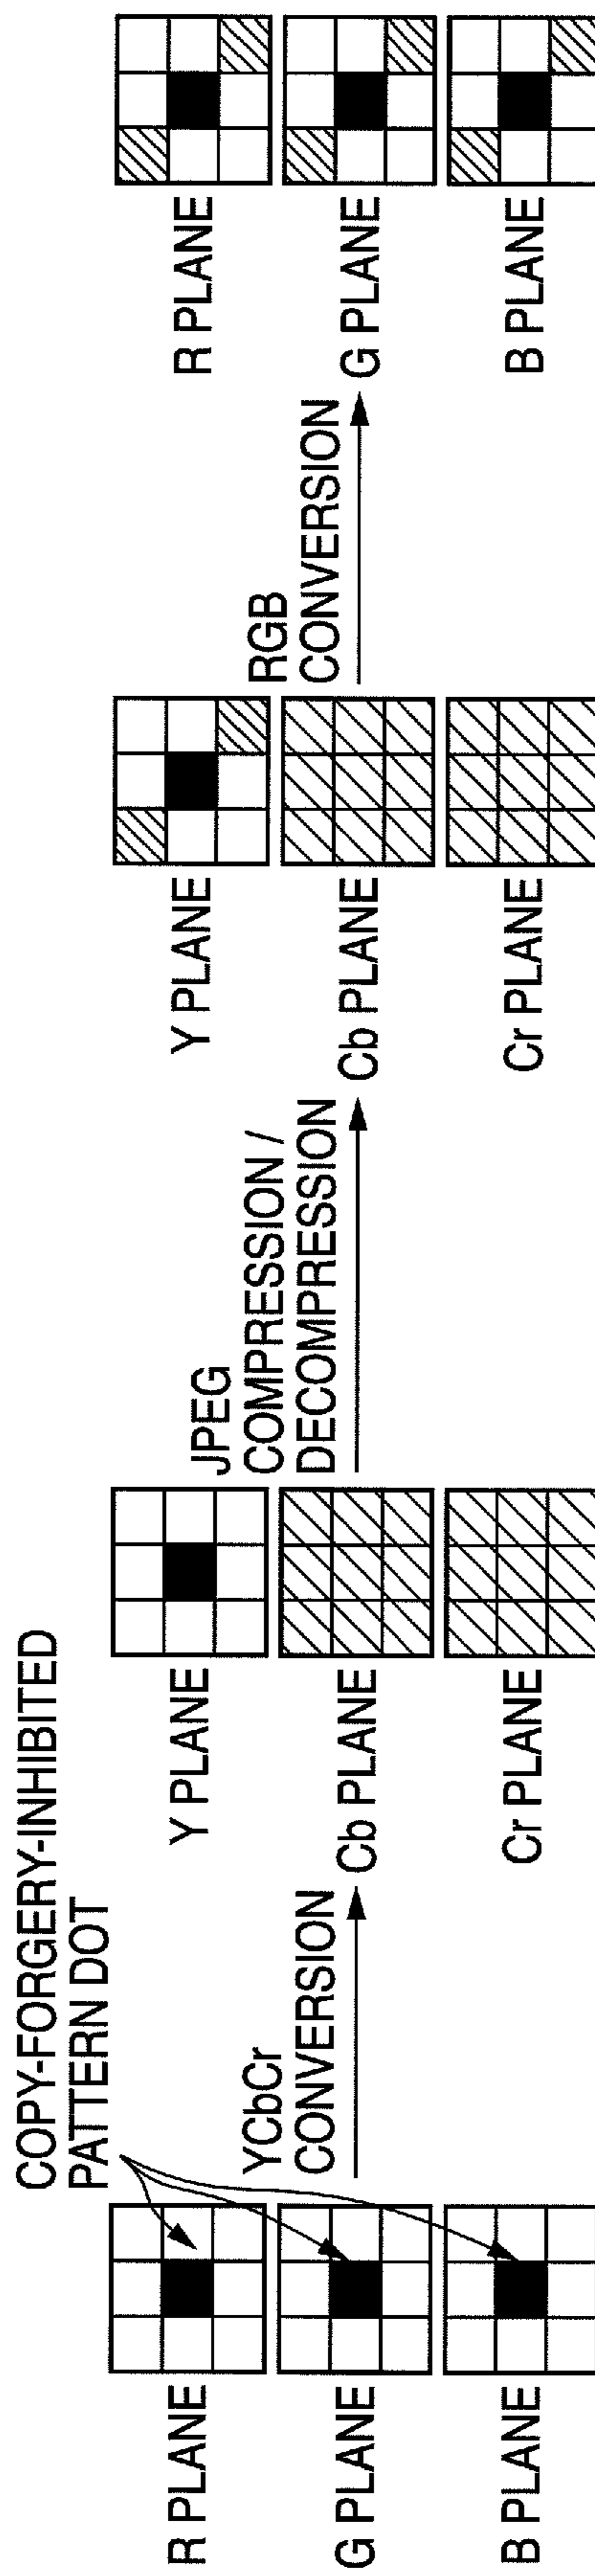 COPY-FORGERY-INHIBITED
PATTERN DOT
R PLANE
G PLANE
B PLANE
YCbCr
CONVERSION
Y PLANE
Cb PLANE
Cr PLANE
JPEG
COMPRESSION /
DECOMPRESSION
Y PLANE
Cb PLANE
Cr PLANE
RGB
CONVERSION
R PLANE
G PLANE
B PLANE